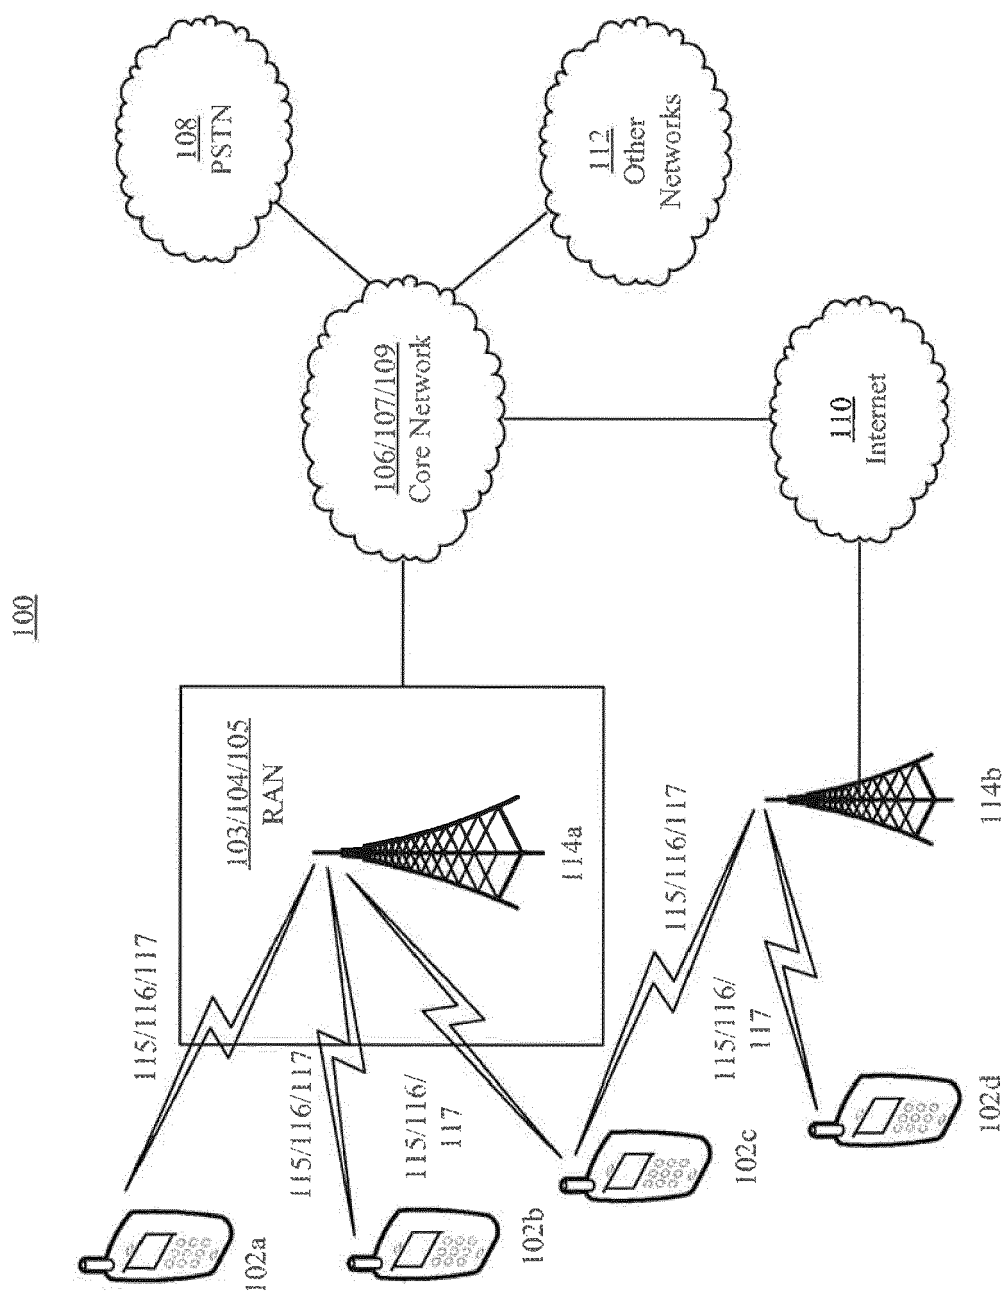 100
108
PSTN
106/107/109
Core Network
112
Other
Networks
110
Internet
103/104/105
RAN
114a
114b
115/116/117
115/116/117
115/116/
117
115/116/117
115/116/
117
102a
102b
102c
102d